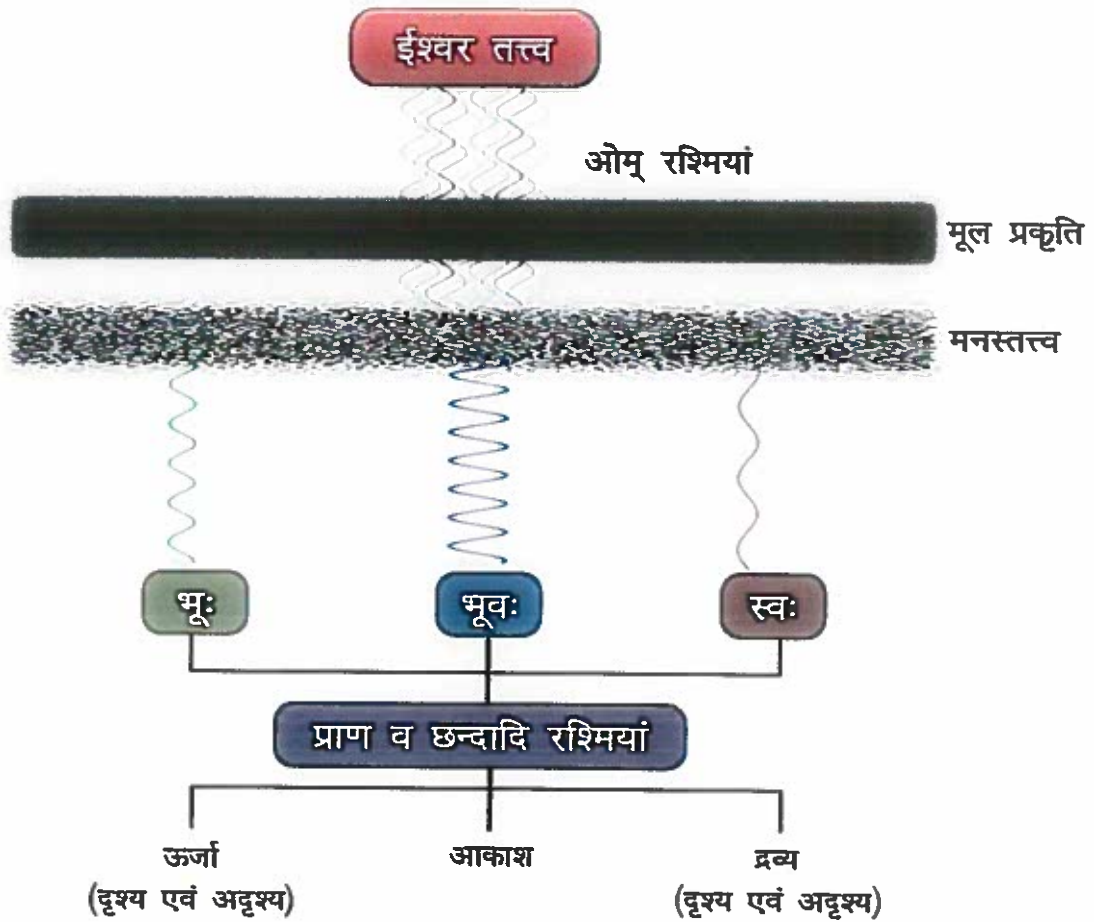 ईश्वर तत्त्व
ओम् रश्मियां
मूल प्रकृति
मनस्तत्त्व
भूः
भूवः
स्वः
प्राण व छन्दादि रश्मियां
ऊर्जा
(दृश्य एवं अदृश्य)
आकाश
द्रव्य
(दृश्य एवं अदृश्य)